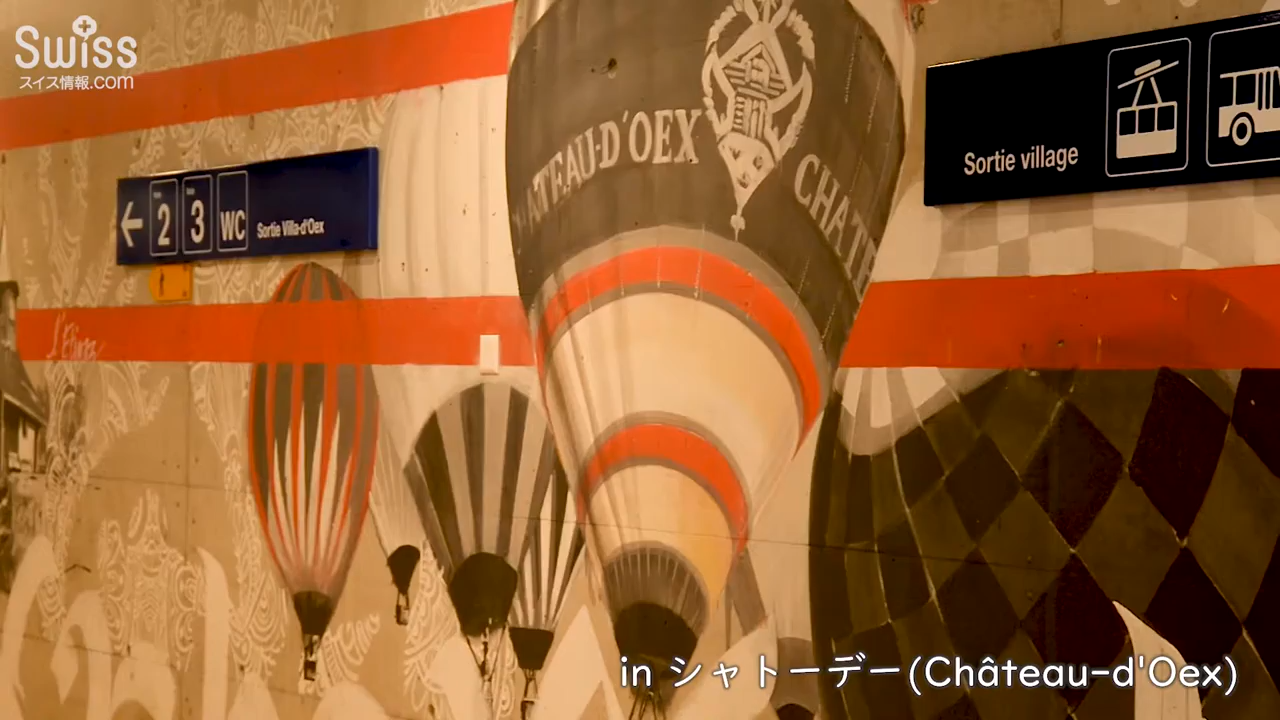 Swiss
スイス情報.com
CHATEAU-D'OEX
CHATE
Sortie village
← 2 3 WC Sortie Villa-d'Oex
in シャトーデー(Château-d'Oex)